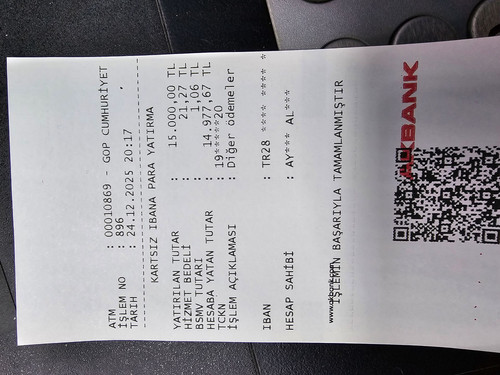 ATM : 00010869 - GOP CUMHURİYET
İŞLEM NO : 896
TARİH : 24.12.2025 20:17
KARTSIZ IBANA PARA YATIRMA
YATIRILAN TUTAR : 15.000,00 TL
HİZMET BEDELİ : 21,27 TL
BSMV TUTARI : 1,06 TL
HESABA YATAN TUTAR : 14.977,67 TL
TCKN : 19*******20
İŞLEM AÇIKLAMASI : Diğer ödemeler
IBAN : TR28 **** **** ****
HESAP SAHİBİ : AY*** AL***
İŞLEMİN BAŞARIYLA TAMAMLANMIŞTIR
www.akbank.com
AKBANK